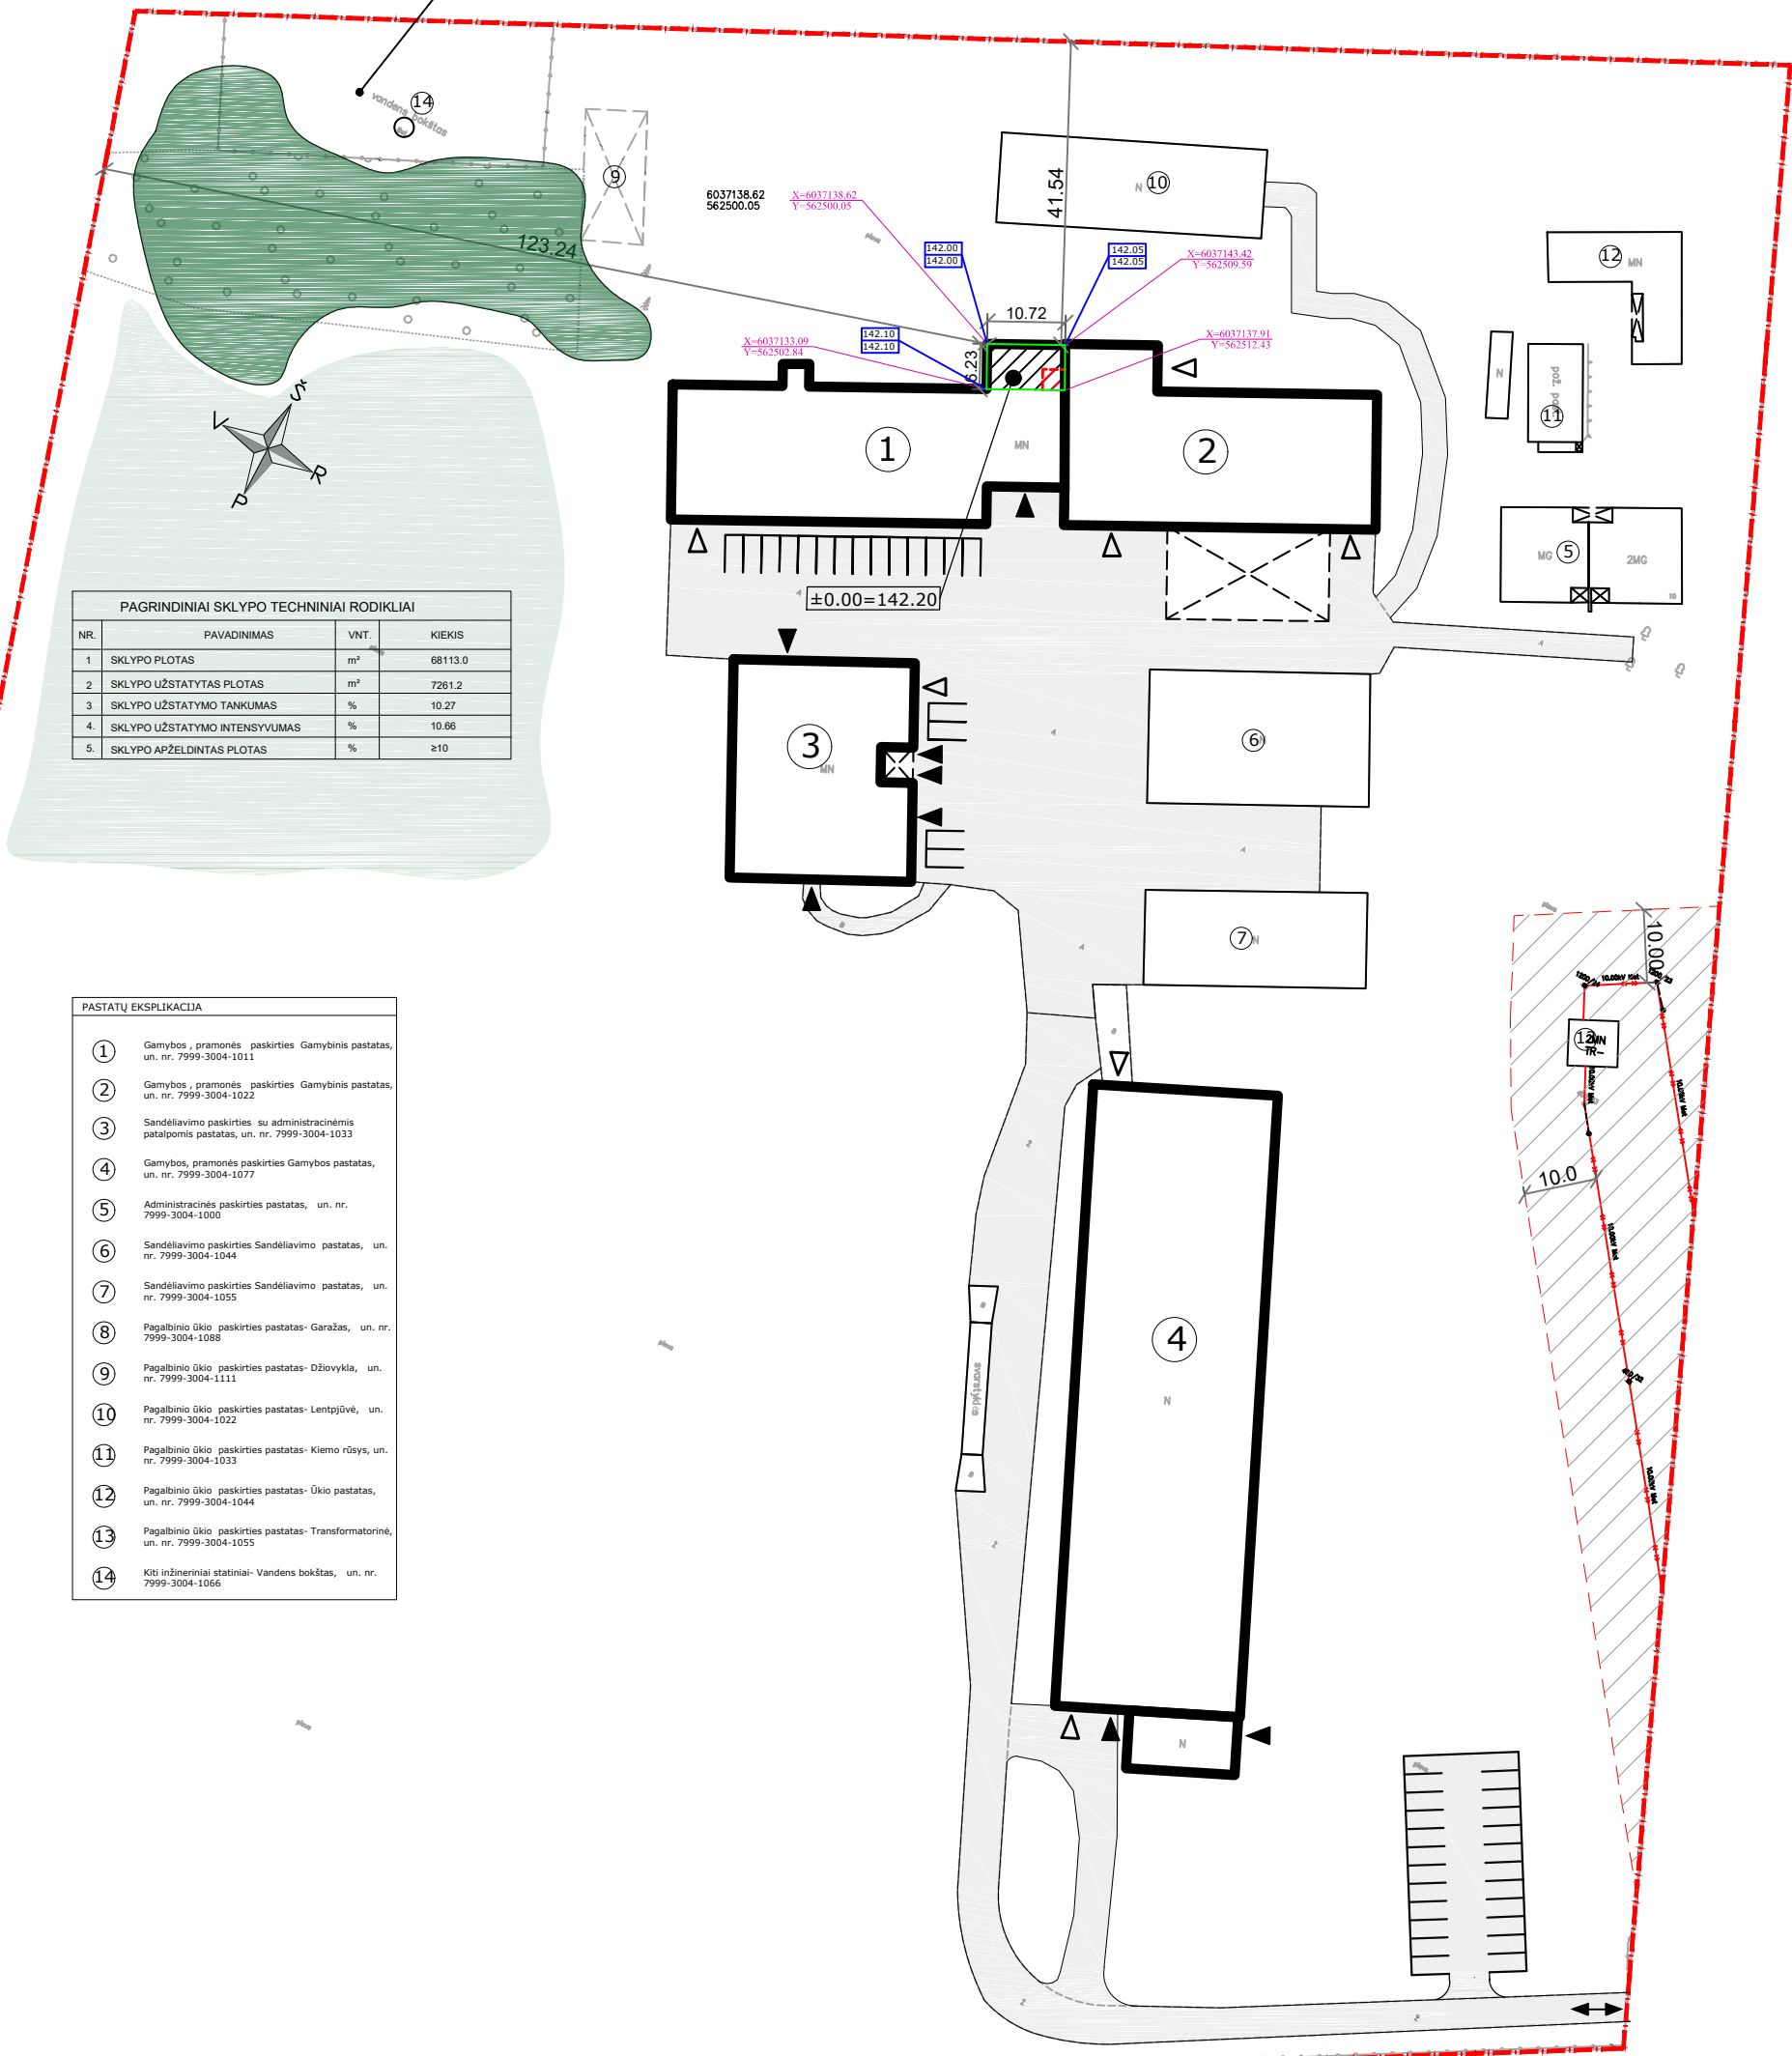 14
vandens bokštas
9
6037138.62
562500.05
X=6037138.62
Y=562500.05
41.54
N 10
123.24
pieva
142.00
142.00
142.05
142.05
X=6037143.42
Y=562509.59
12 MN
10.72
142.10
142.10
X=6037133.09
Y=562502.84
6.23
X=6037137.91
Y=562512.43
N
11
Š
V
R
P
1
MN
2
MG 5 2MG
10
±0.00=142.20
PAGRINDINIAI SKLYPO TECHNINIAI RODIKLIAI
NR. PAVADINIMAS VNT. KIEKIS
1 SKLYPO PLOTAS m² 68113.0
2 SKLYPO UŽSTATYTAS PLOTAS m² 7261.2
3 SKLYPO UŽSTATYMO TANKUMAS % 10.27
4. SKLYPO UŽSTATYMO INTENSYVUMAS % 10.66
5. SKLYPO APŽELDINTAS PLOTAS % ≥10
3
MN
6 N
7 N
pieva
10.00
10.00kV
2MN
TR-
10.0
PASTATŲ EKSPLIKACIJA
1 Gamybos , pramonės paskirties Gamybinis pastatas,
un. nr. 7999-3004-1011
2 Gamybos , pramonės paskirties Gamybinis pastatas,
un. nr. 7999-3004-1022
3 Sandėliavimo paskirties su administracinėmis
patalpomis pastatas, un. nr. 7999-3004-1033
4 Gamybos, pramonės paskirties Gamybos pastatas,
un. nr. 7999-3004-1077
5 Administracinės paskirties pastatas, un. nr.
7999-3004-1000
6 Sandėliavimo paskirties Sandėliavimo pastatas, un.
nr. 7999-3004-1044
7 Sandėliavimo paskirties Sandėliavimo pastatas, un.
nr. 7999-3004-1055
8 Pagalbinio ūkio paskirties pastatas- Garažas, un. nr.
7999-3004-1088
9 Pagalbinio ūkio paskirties pastatas- Džiovykla, un.
nr. 7999-3004-1111
10 Pagalbinio ūkio paskirties pastatas- Lentpjūvė, un.
nr. 7999-3004-1022
11 Pagalbinio ūkio paskirties pastatas- Kiemo rūsys, un.
nr. 7999-3004-1033
12 Pagalbinio ūkio paskirties pastatas- Ūkio pastatas,
un. nr. 7999-3004-1044
13 Pagalbinio ūkio paskirties pastatas- Transformatorinė,
un. nr. 7999-3004-1055
14 Kiti inžineriniai statiniai- Vandens bokštas, un. nr.
7999-3004-1066
svarstyklės
4
N
N
pieva